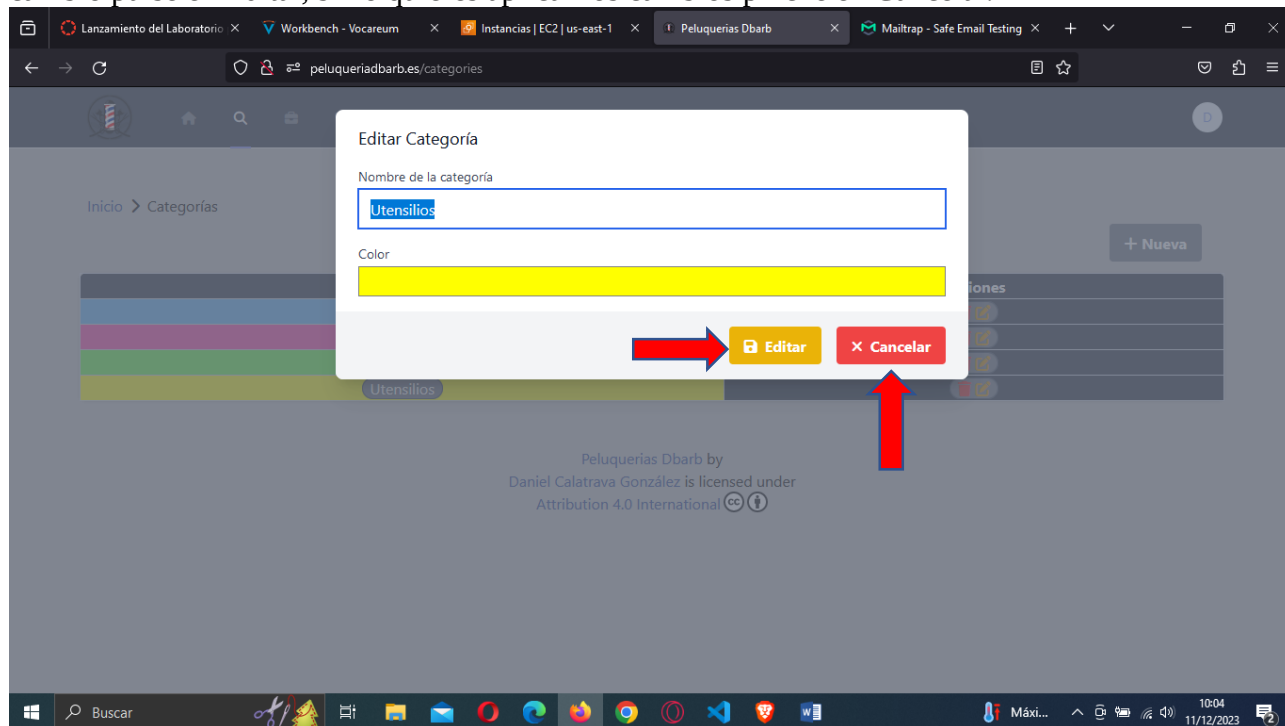 Lanzamiento del Laboratorio
Workbench - Vocareum
Instancias | EC2 | us-east-1
Peluquerias Dbarb
Mailtrap - Safe Email Testing
peluqueriadbarb.es/categories
D
Editar Categoría
Nombre de la categoría
Utensilios
Color
Inicio > Categorías
+ Nueva
iones
Editar
× Cancelar
Utensilios
Peluquerias Dbarb by
Daniel Calatrava González is licensed under
Attribution 4.0 International
Buscar
Máxi...
10:04
11/12/2023